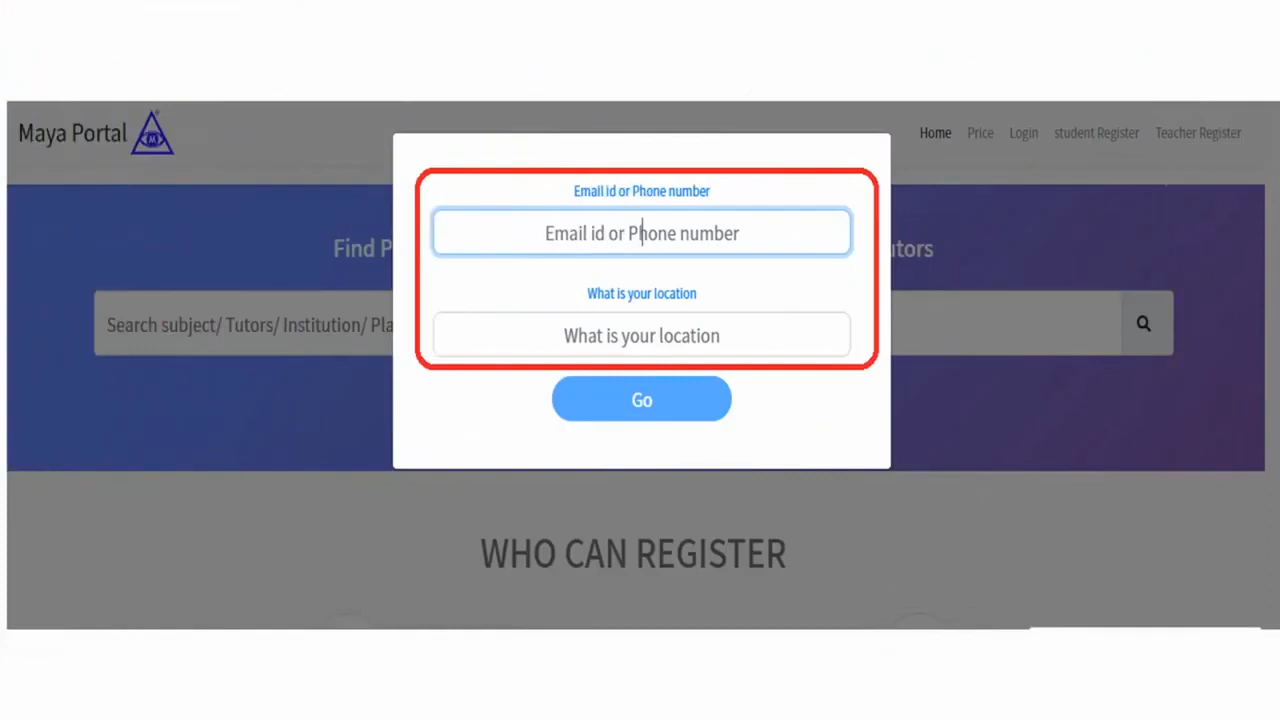 Maya Portal
M
Home Price Login student Register Teacher Register
Email id or Phone number
Email id or Phone number
Find P
What is your location
Search subject/ Tutors/ Institution/ Pla
What is your location
Go
WHO CAN REGISTER